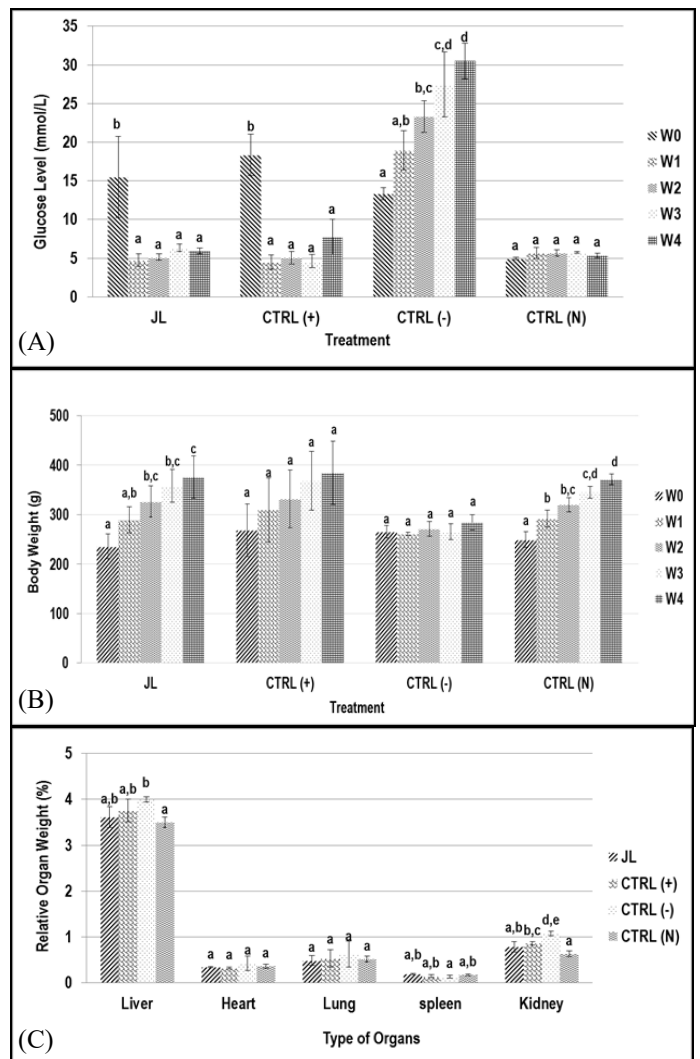 35
30
25
20
15
10
5
0
Glucose Level (mmol/L)
b a a a a
b a a a a
a a,b b,c c,d d
a a a a a
JL CTRL (+) CTRL (-) CTRL (N)
Treatment
W0
W1
W2
W3
W4
(A)
500
400
300
200
100
0
Body Weight (g)
a a,b b,c b,c c
a a a a a
a a a a a
a b b,c c,d d
JL CTRL (+) CTRL (-) CTRL (N)
Treatment
W0
W1
W2
W3
W4
(B)
5
4
3
2
1
0
Relative Organ Weight (%)
a,b a,b b a
a a a a
a a a a
a,b a,b a a,b
a,b b,c d,e a
Liver Heart Lung spleen Kidney
Type of Organs
JL
CTRL (+)
CTRL (-)
CTRL (N)
(C)